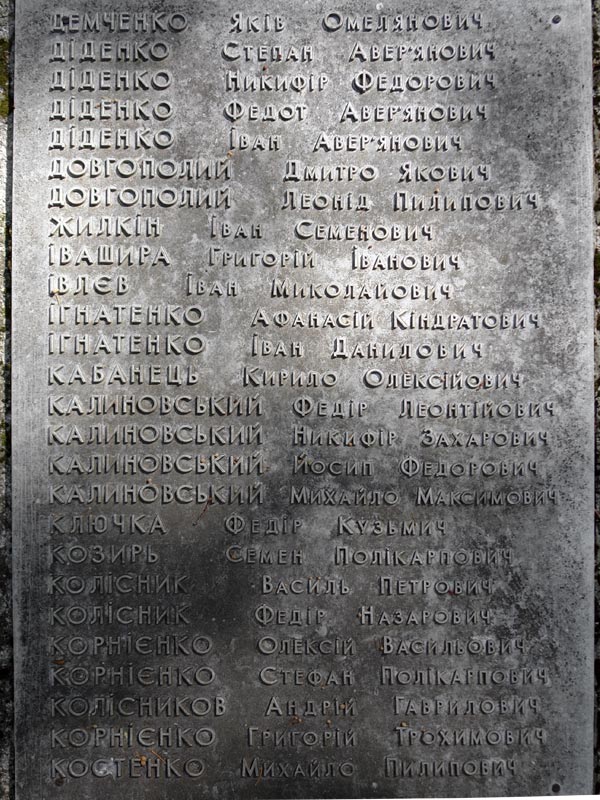 ДЕМЧЕНКО ЯКІВ ОМЕЛЯНОВИЧ
ДІДЕНКО СТЕПАН АВЕР'ЯНОВИЧ
ДІДЕНКО НИКИФІР ФЕДОРОВИЧ
ДІДЕНКО ФЕДОТ АВЕР'ЯНОВИЧ
ДІДЕНКО ІВАН АВЕР'ЯНОВИЧ
ДОВГОПОЛИЙ ДМИТРО ЯКОВИЧ
ДОВГОПОЛИЙ ЛЕОНІД ПИЛИПОВИЧ
ЖИЛКІН ІВАН СЕМЕНОВИЧ
ІВАШИРА ГРИГОРІЙ ІВАНОВИЧ
ІВЛЄВ ІВАН МИКОЛАЙОВИЧ
ІГНАТЕНКО АФАНАСІЙ КІНДРАТОВИЧ
ІГНАТЕНКО ІВАН ДАНИЛОВИЧ
КАБАНЕЦЬ КИРИЛО ОЛЕКСІЙОВИЧ
КАЛИНОВСЬКИЙ ФЕДІР ЛЕОНТІЙОВИЧ
КАЛИНОВСЬКИЙ НИКИФІР ЗАХАРОВИЧ
КАЛИНОВСЬКИЙ ЙОСИП ФЕДОРОВИЧ
КАЛИНОВСЬКИЙ МИХАЙЛО МАКСИМОВИЧ
КЛЮЧКА ФЕДІР КУЗЬМИЧ
КОЗИРЬ СЕМЕН ПОЛІКАРПОВИЧ
КОЛІСНИК ВАСИЛЬ ПЕТРОВИЧ
КОЛІСНИК ФЕДІР НАЗАРОВИЧ
КОРНІЄНКО ОЛЕКСІЙ ВАСИЛЬОВИЧ
КОРНІЄНКО СТЕФАН ПОЛІКАРПОВИЧ
КОЛІСНИКОВ АНДРІЙ ГАВРИЛОВИЧ
КОРНІЄНКО ГРИГОРІЙ ТРОХИМОВИЧ
КОСТЕНКО МИХАЙЛО ПИЛИПОВИЧ